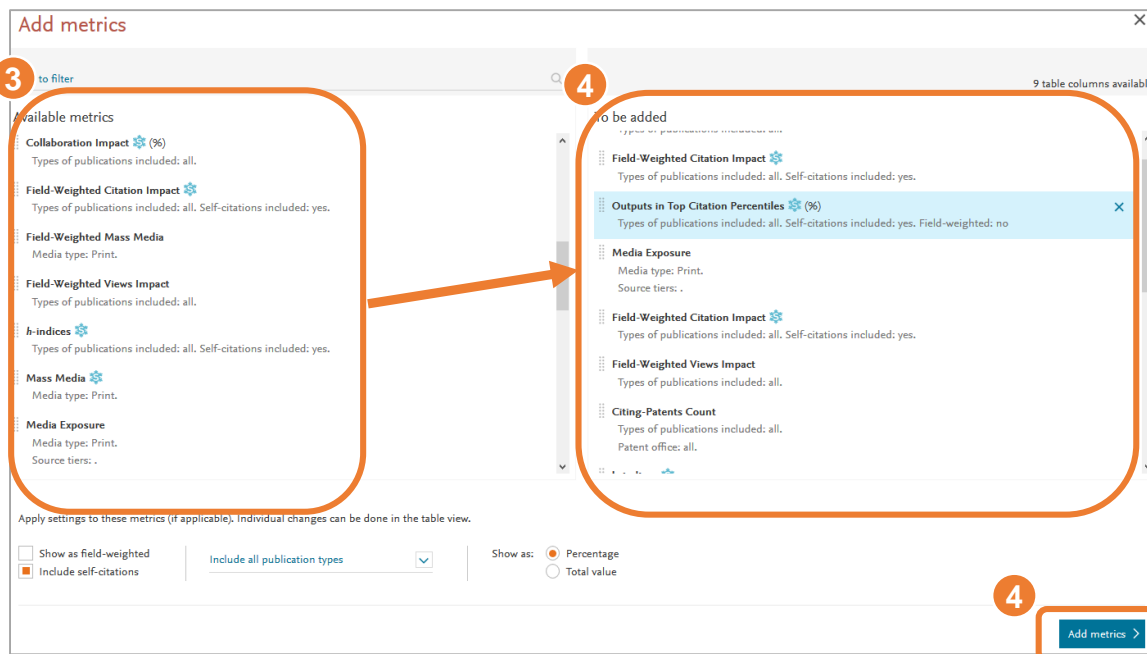 Add metrics
3
to filter
4
9 table columns availabl
Available metrics
Collaboration Impact (%)
Types of publications included: all.
Field-Weighted Citation Impact
Types of publications included: all. Self-citations included: yes.
Field-Weighted Mass Media
Media type: Print.
Field-Weighted Views Impact
Types of publications included: all.
h-indices
Types of publications included: all. Self-citations included: yes.
Mass Media
Media type: Print.
Media Exposure
Media type: Print.
Source tiers: .
To be added
Types of publications included: all.
Field-Weighted Citation Impact
Types of publications included: all. Self-citations included: yes.
Outputs in Top Citation Percentiles (%)
Types of publications included: all. Self-citations included: yes. Field-weighted: no
Media Exposure
Media type: Print.
Source tiers: .
Field-Weighted Citation Impact
Types of publications included: all. Self-citations included: yes.
Field-Weighted Views Impact
Types of publications included: all.
Citing-Patents Count
Types of publications included: all.
Patent office: all.
Apply settings to these metrics (if applicable). Individual changes can be done in the table view.
Show as field-weighted
Include self-citations
Include all publication types
Show as:
Percentage
Total value
4
Add metrics